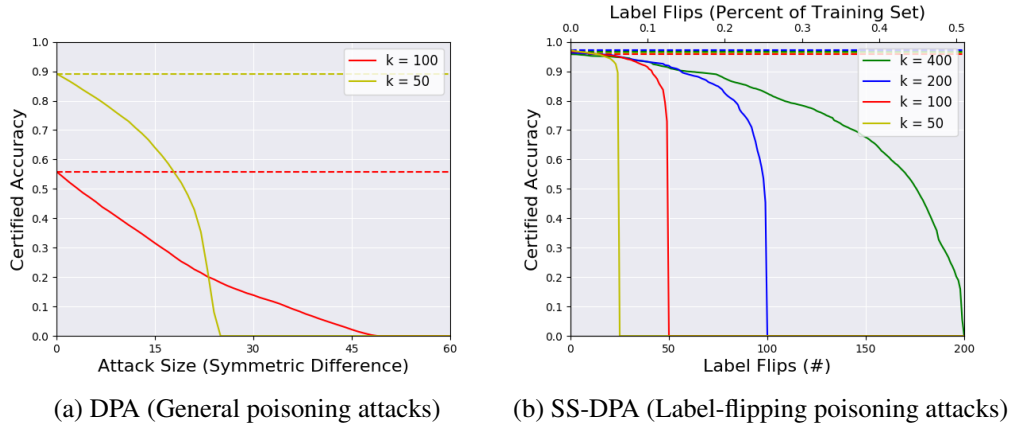 Certified Accuracy
1.0
0.9
0.8
0.7
0.6
0.5
0.4
0.3
0.2
0.1
0.0
k = 100
k = 50
0 15 30 45 60
Attack Size (Symmetric Difference)
(a) DPA (General poisoning attacks)
Label Flips (Percent of Training Set)
0.0 0.1 0.2 0.3 0.4 0.5
Certified Accuracy
1.0
0.9
0.8
0.7
0.6
0.5
0.4
0.3
0.2
0.1
0.0
k = 400
k = 200
k = 100
k = 50
0 50 100 150 200
Label Flips (#)
(b) SS-DPA (Label-flipping poisoning attacks)